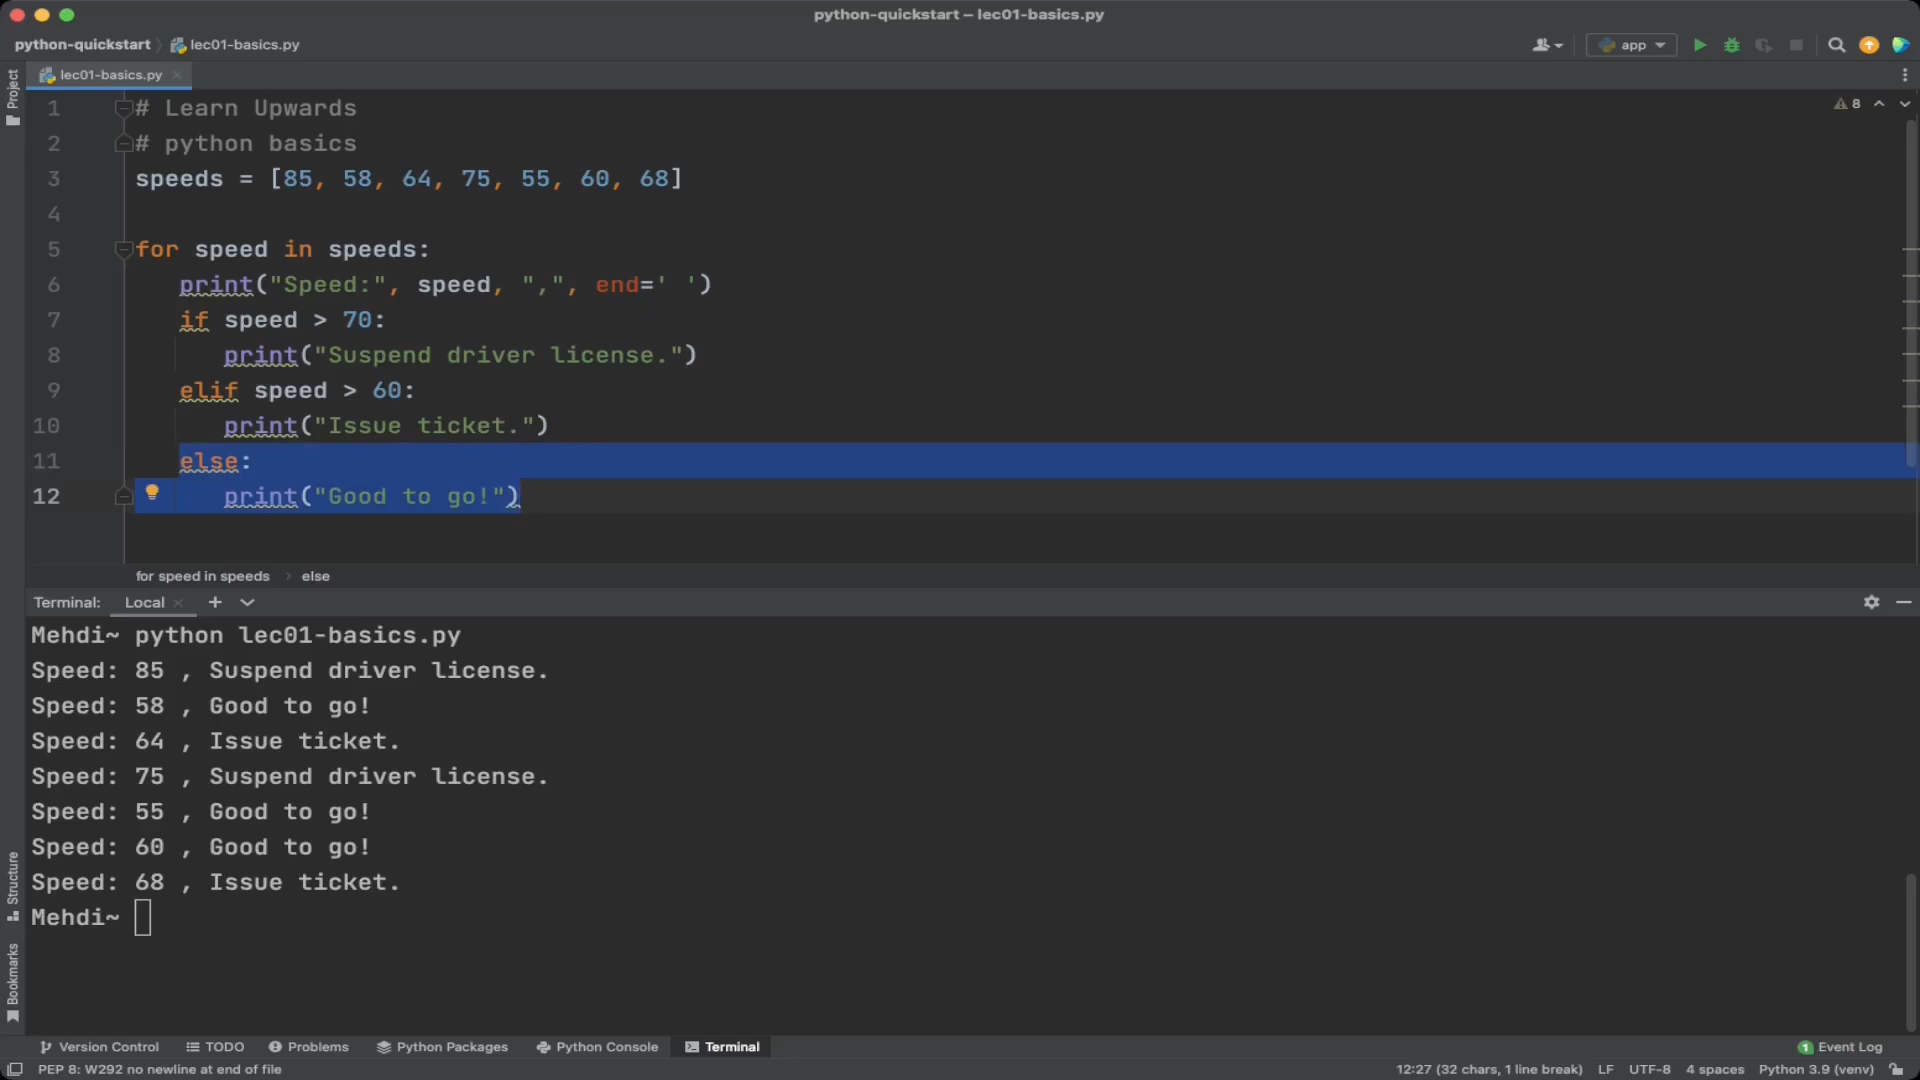 python-quickstart – lec01-basics.py
python-quickstart lec01-basics.py app
Project
lec01-basics.py
8
1 # Learn Upwards
2 # python basics
3 speeds = [85, 58, 64, 75, 55, 60, 68]
4
5 for speed in speeds:
6 print("Speed:", speed, ",", end=' ')
7 if speed > 70:
8 print("Suspend driver license.")
9 elif speed > 60:
10 print("Issue ticket.")
11 else:
12 print("Good to go!")
for speed in speeds › else
Terminal: Local
Mehdi~ python lec01-basics.py
Speed: 85 , Suspend driver license.
Speed: 58 , Good to go!
Speed: 64 , Issue ticket.
Speed: 75 , Suspend driver license.
Speed: 55 , Good to go!
Speed: 60 , Good to go!
Speed: 68 , Issue ticket.
Mehdi~
Structure
Bookmarks
Version Control TODO Problems Python Packages Python Console Terminal 1 Event Log
PEP 8: W292 no newline at end of file 12:27 (32 chars, 1 line break) LF UTF-8 4 spaces Python 3.9 (venv)